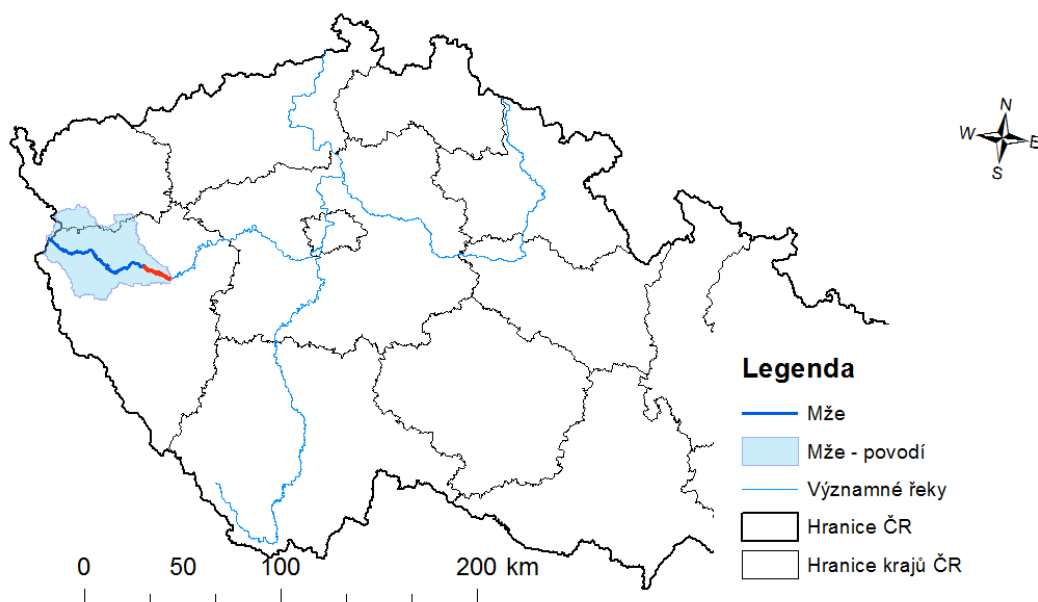 N
W
E
S
Legenda
Mže
Mže - povodí
Významné řeky
Hranice ČR
Hranice krajů ČR
0 50 100 200 km